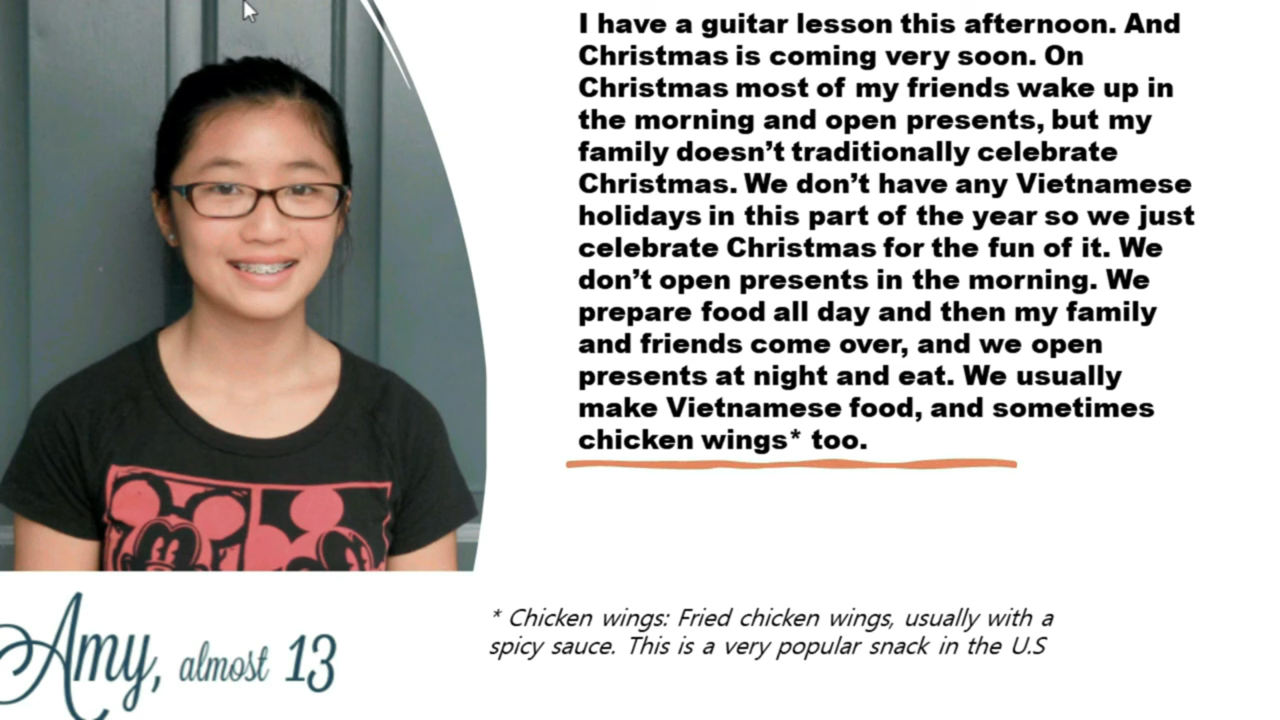 I have a guitar lesson this afternoon. And
Christmas is coming very soon. On
Christmas most of my friends wake up in
the morning and open presents, but my
family doesn’t traditionally celebrate
Christmas. We don’t have any Vietnamese
holidays in this part of the year so we just
celebrate Christmas for the fun of it. We
don’t open presents in the morning. We
prepare food all day and then my family
and friends come over, and we open
presents at night and eat. We usually
make Vietnamese food, and sometimes
chicken wings* too.
* Chicken wings: Fried chicken wings, usually with a
spicy sauce. This is a very popular snack in the U.S
Amy, almost 13